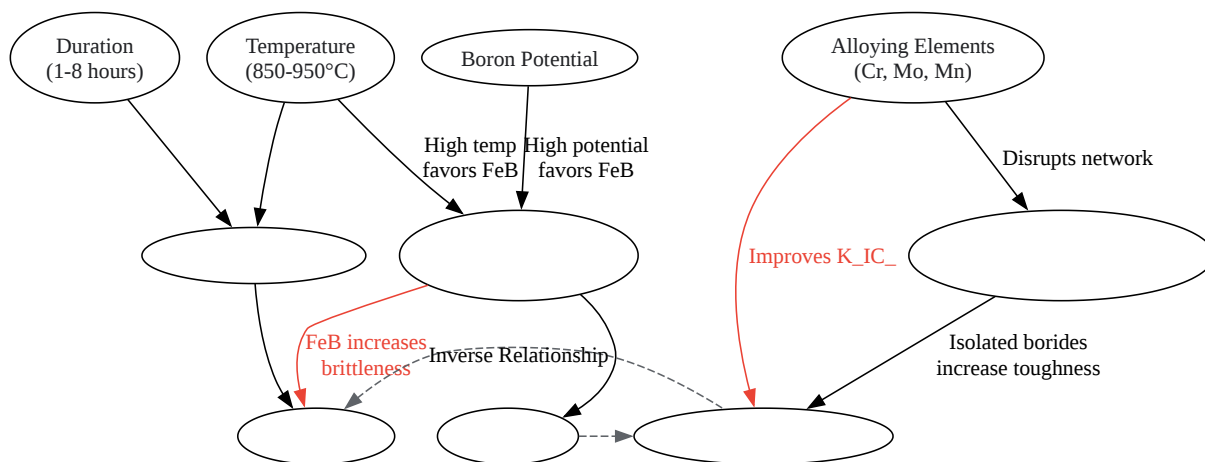 Duration
(1-8 hours)
Temperature
(850-950°C)
Boron Potential
Alloying Elements
(Cr, Mo, Mn)
High temp
favors FeB
High potential
favors FeB
Disrupts network
Improves K_IC_
FeB increases
brittleness
Inverse Relationship
Isolated borides
increase toughness